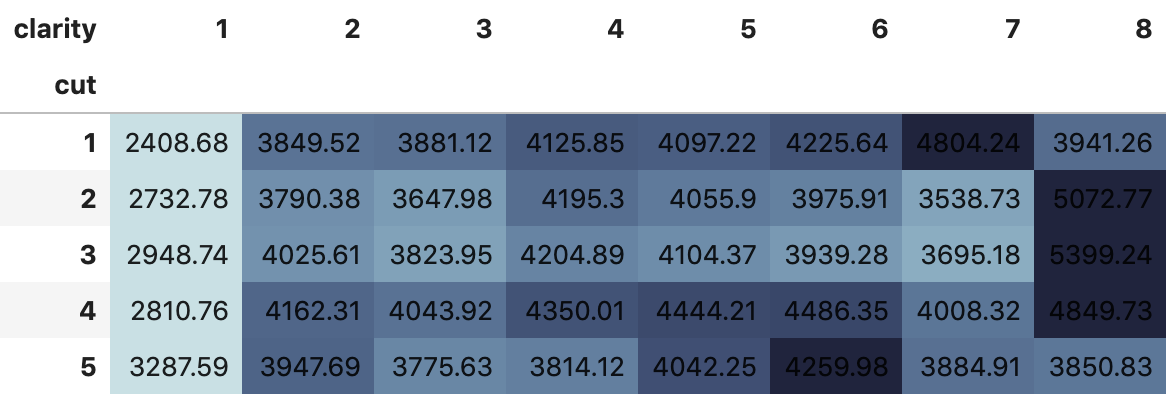 clarity 1 2 3 4 5 6 7 8
cut
1 2408.68 3849.52 3881.12 4125.85 4097.22 4225.64 4804.24 3941.26
2 2732.78 3790.38 3647.98 4195.3 4055.9 3975.91 3538.73 5072.77
3 2948.74 4025.61 3823.95 4204.89 4104.37 3939.28 3695.18 5399.24
4 2810.76 4162.31 4043.92 4350.01 4444.21 4486.35 4008.32 4849.73
5 3287.59 3947.69 3775.63 3814.12 4042.25 4259.98 3884.91 3850.83